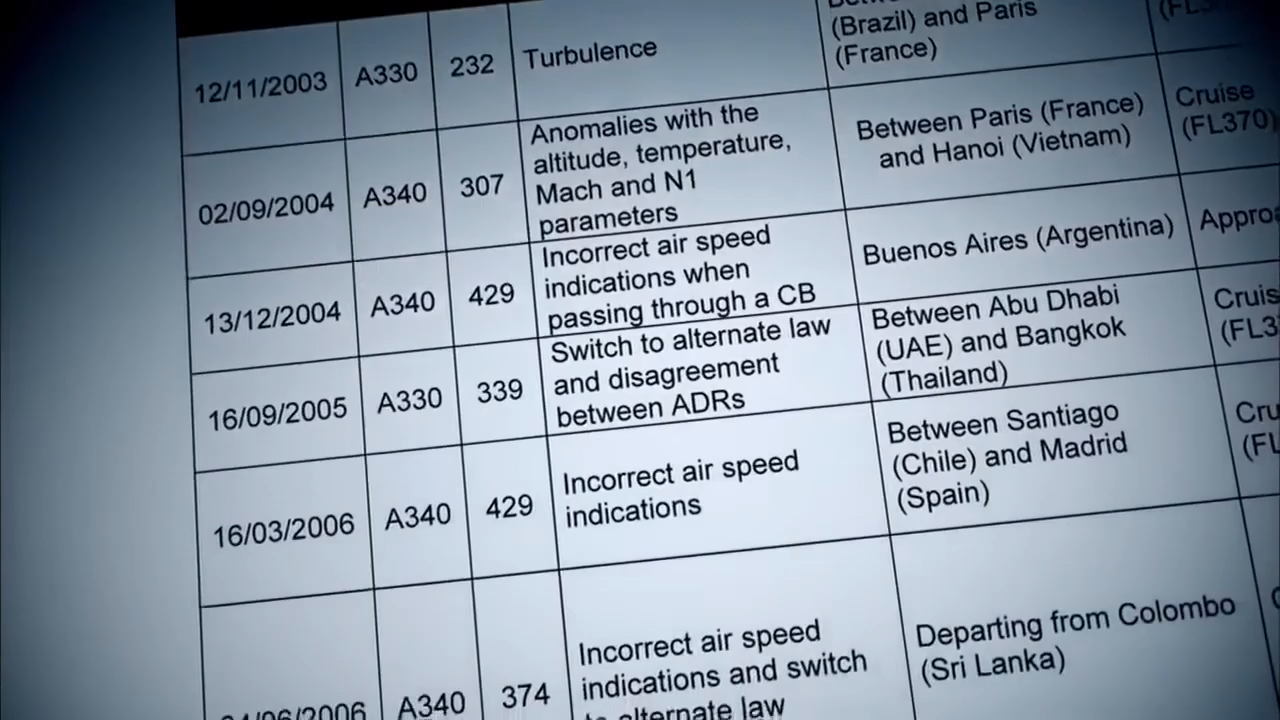 (Brazil) and Paris
(France)
12/11/2003
A330
232
Turbulence
02/09/2004
A340
307
Anomalies with the
altitude, temperature,
Mach and N1
parameters
Between Paris (France)
and Hanoi (Vietnam)
Cruise
(FL370)
13/12/2004
A340
429
Incorrect air speed
indications when
passing through a CB
Buenos Aires (Argentina)
16/09/2005
A330
339
Switch to alternate law
and disagreement
between ADRs
Between Abu Dhabi
(UAE) and Bangkok
(Thailand)
16/03/2006
A340
429
Incorrect air speed
indications
Between Santiago
(Chile) and Madrid
(Spain)
A340
374
Incorrect air speed
indications and switch
alternate law
Departing from Colombo
(Sri Lanka)